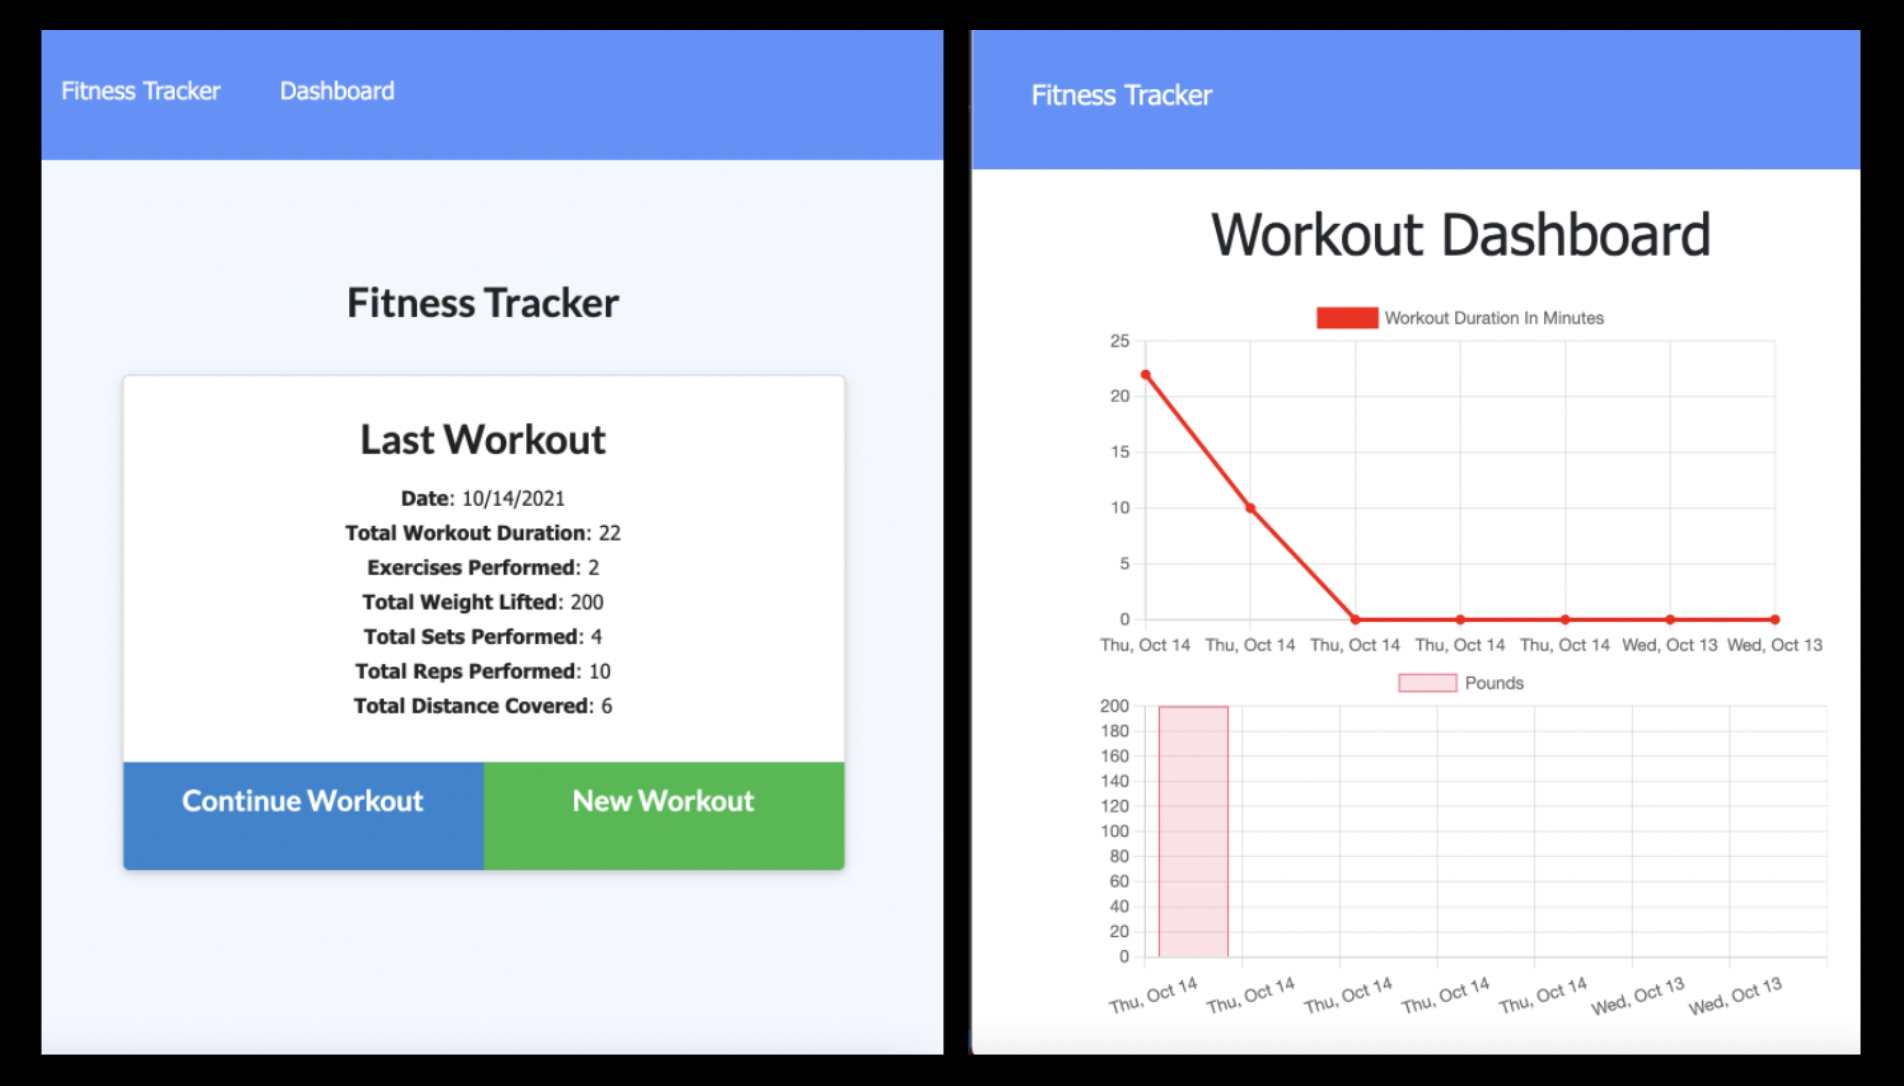 Fitness Tracker Dashboard
Fitness Tracker
Last Workout
Date: 10/14/2021
Total Workout Duration: 22
Exercises Performed: 2
Total Weight Lifted: 200
Total Sets Performed: 4
Total Reps Performed: 10
Total Distance Covered: 6
Continue Workout New Workout
Fitness Tracker
Workout Dashboard
Workout Duration In Minutes
25
20
15
10
5
0
Thu, Oct 14 Thu, Oct 14 Thu, Oct 14 Thu, Oct 14 Thu, Oct 14 Wed, Oct 13 Wed, Oct 13
Pounds
200
180
160
140
120
100
80
60
40
20
0
Thu, Oct 14 Thu, Oct 14 Thu, Oct 14 Thu, Oct 14 Thu, Oct 14 Wed, Oct 13 Wed, Oct 13